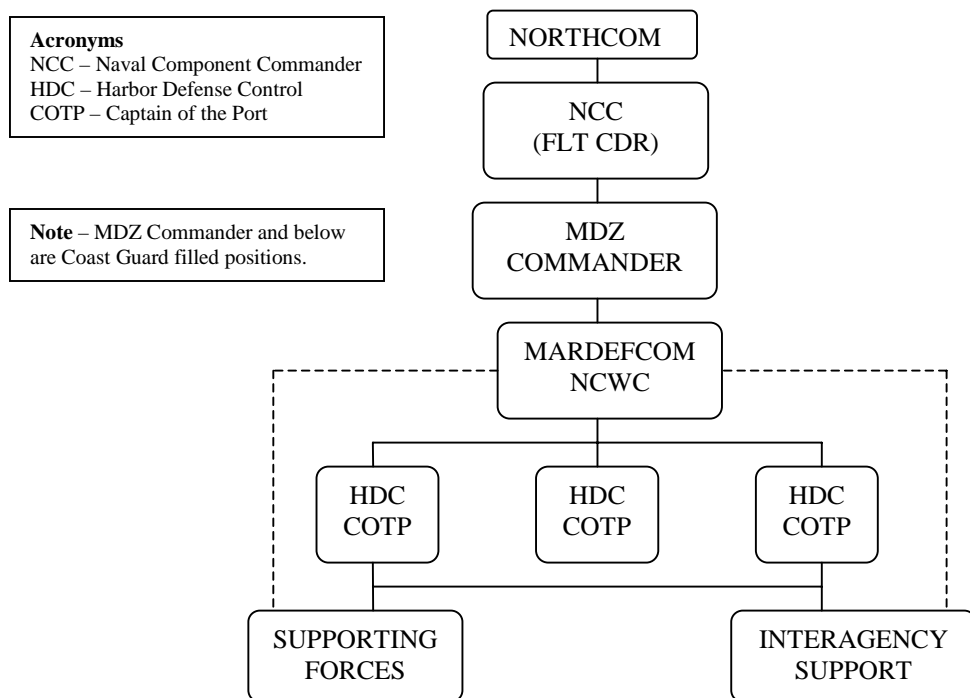 Acronyms
NCC – Naval Component Commander
HDC – Harbor Defense Control
COTP – Captain of the Port
Note – MDZ Commander and below
are Coast Guard filled positions.
NORTHCOM
NCC
(FLT CDR)
MDZ
COMMANDER
MARDEFCOM
NCWC
HDC
COTP
HDC
COTP
HDC
COTP
SUPPORTING
FORCES
INTERAGENCY
SUPPORT